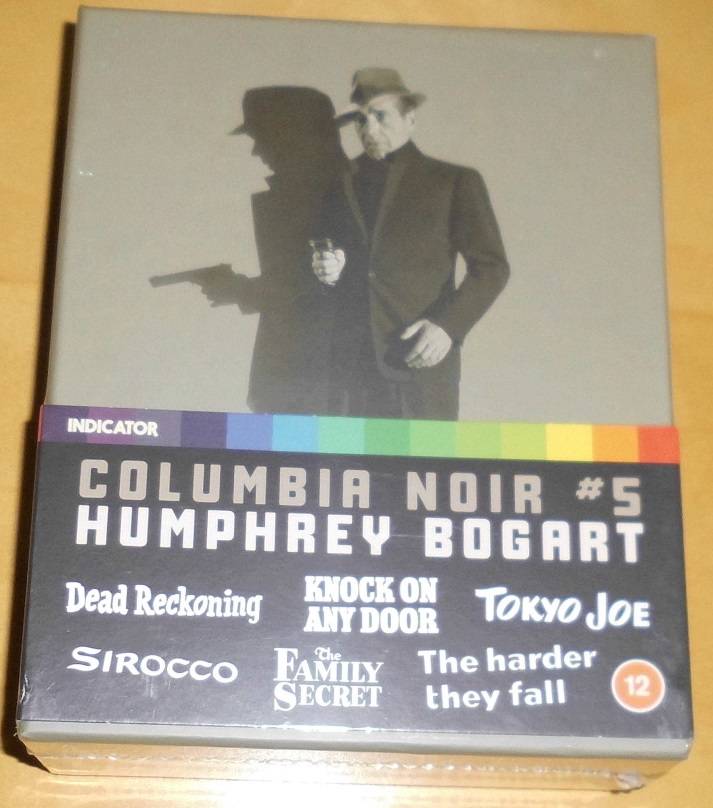 INDICATOR
COLUMBIA NOIR #5
HUMPHREY BOGART
Dead Reckoning
KNOCK ON
ANY DOOR
TOKYO JOE
SIROCCO
The
FAMILY
SECRET
The harder
they fall
12